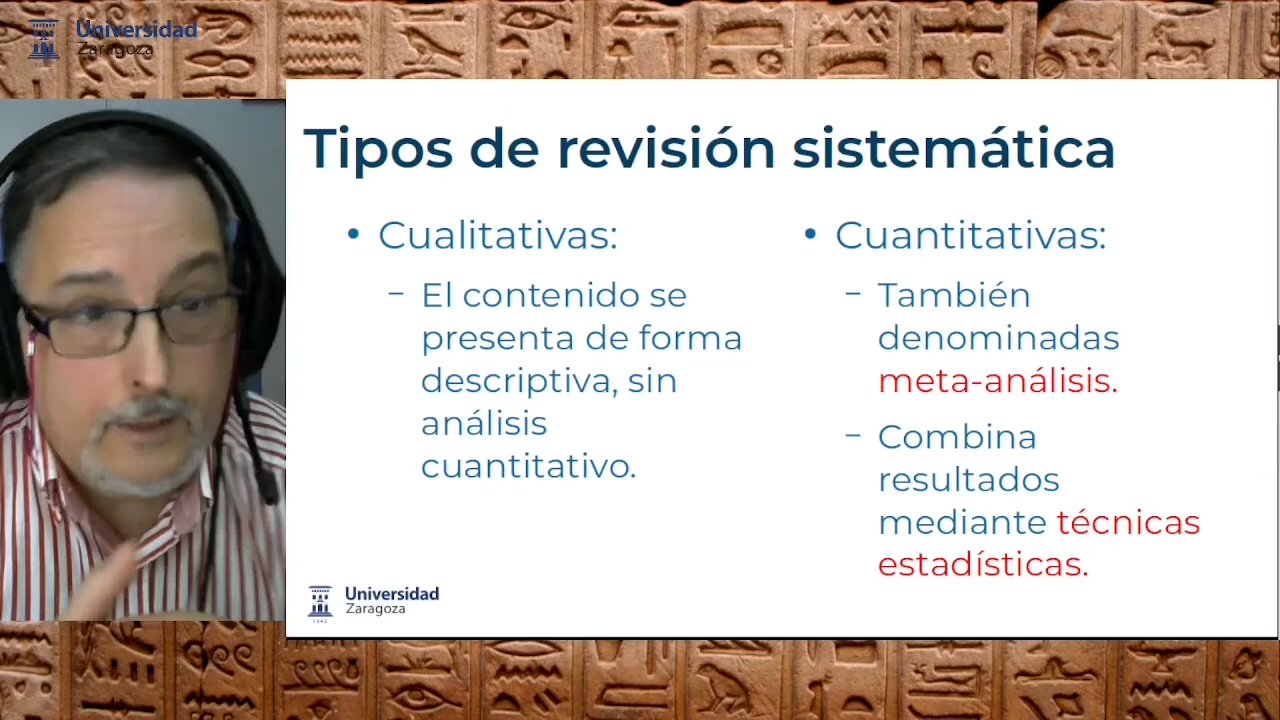 Universidad
Zaragoza
Tipos de revisión sistemática
• Cualitativas:
– El contenido se
presenta de forma
descriptiva, sin
análisis
cuantitativo.
• Cuantitativas:
– También
denominadas
meta-análisis.
– Combina
resultados
mediante técnicas
estadísticas.
Universidad
Zaragoza
1542